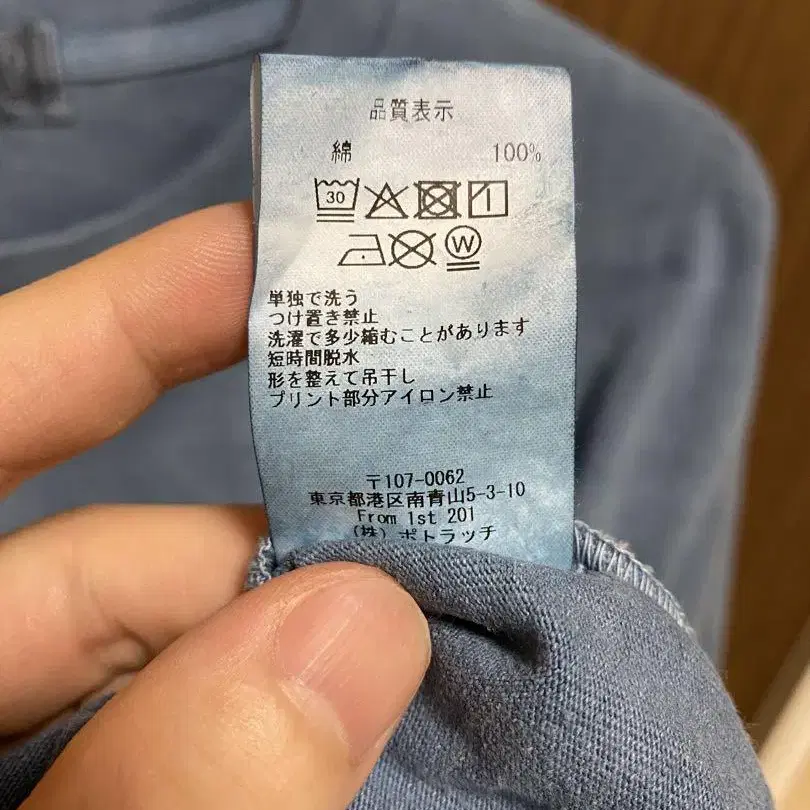 品質表示
綿 100%
30
W
単独で洗う
つけ置き禁止
洗濯で多少縮むことがあります
短時間脱水
形を整えて吊干し
プリント部分アイロン禁止
〒107-0062
東京都港区南青山5-3-10
From 1st 201
(株) ポトラッチ